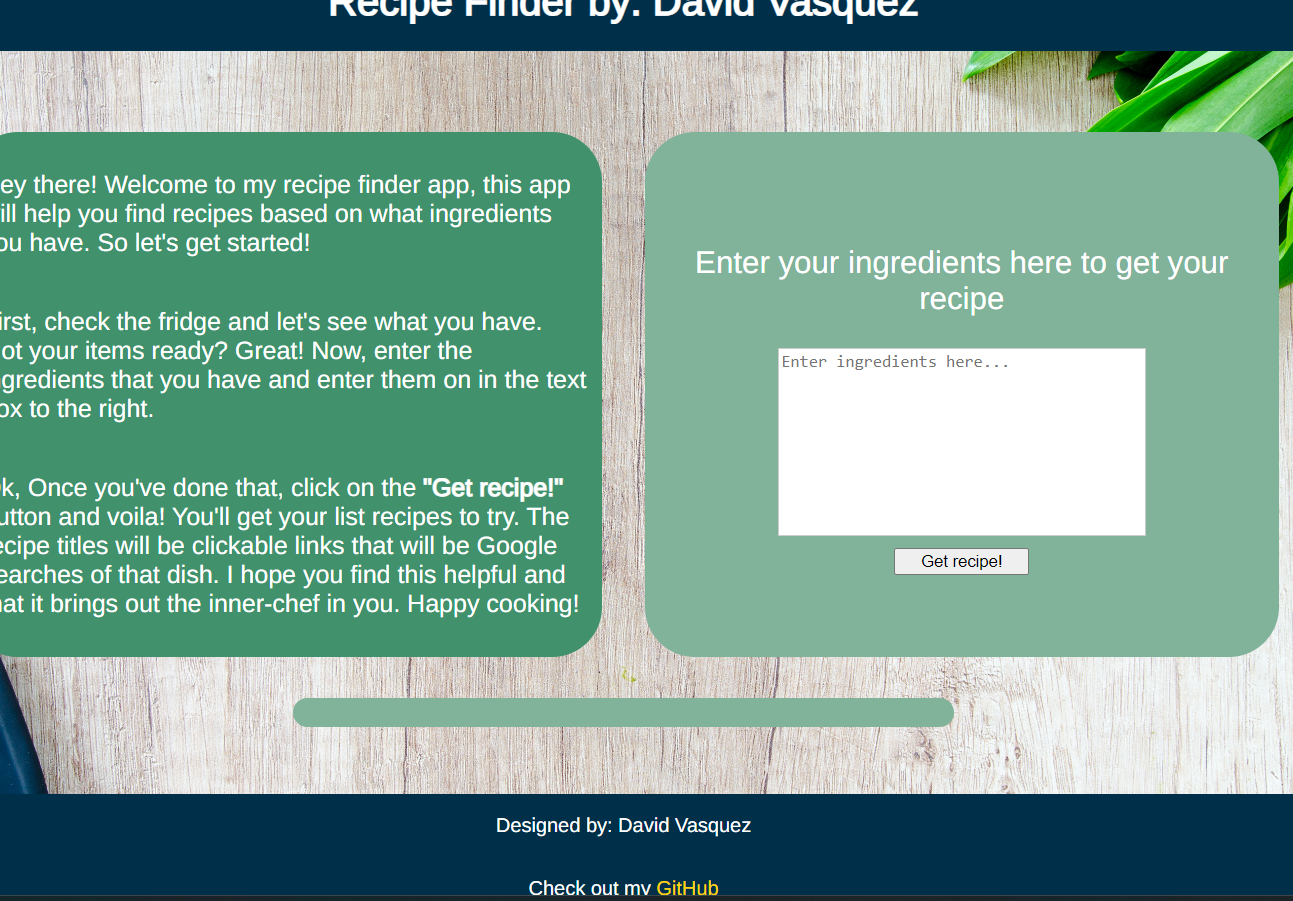 Recipe Finder by: David Vasquez
ey there! Welcome to my recipe finder app, this app
ill help you find recipes based on what ingredients
ou have. So let's get started!
irst, check the fridge and let's see what you have.
ot your items ready? Great! Now, enter the
gredients that you have and enter them on in the text
ox to the right.
k, Once you've done that, click on the "Get recipe!"
utton and voila! You'll get your list recipes to try. The
ecipe titles will be clickable links that will be Google
earches of that dish. I hope you find this helpful and
at it brings out the inner-chef in you. Happy cooking!
Enter your ingredients here to get your
recipe
Enter ingredients here...
Get recipe!
Designed by: David Vasquez
Check out my GitHub